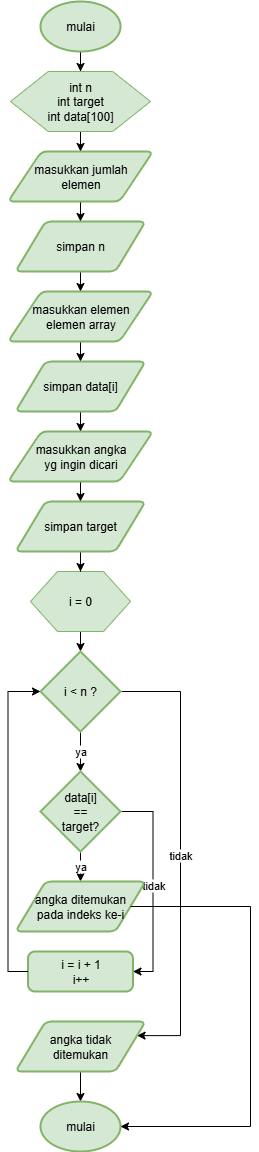 mulai
int n
int target
int data[100]
masukkan jumlah
elemen
simpan n
masukkan elemen
elemen array
simpan data[i]
masukkan angka
yg ingin dicari
simpan target
i = 0
i < n ?
ya
data[i]
==
target?
tidak
ya
tidak
angka ditemukan
pada indeks ke-i
i = i + 1
i++
angka tidak
ditemukan
mulai